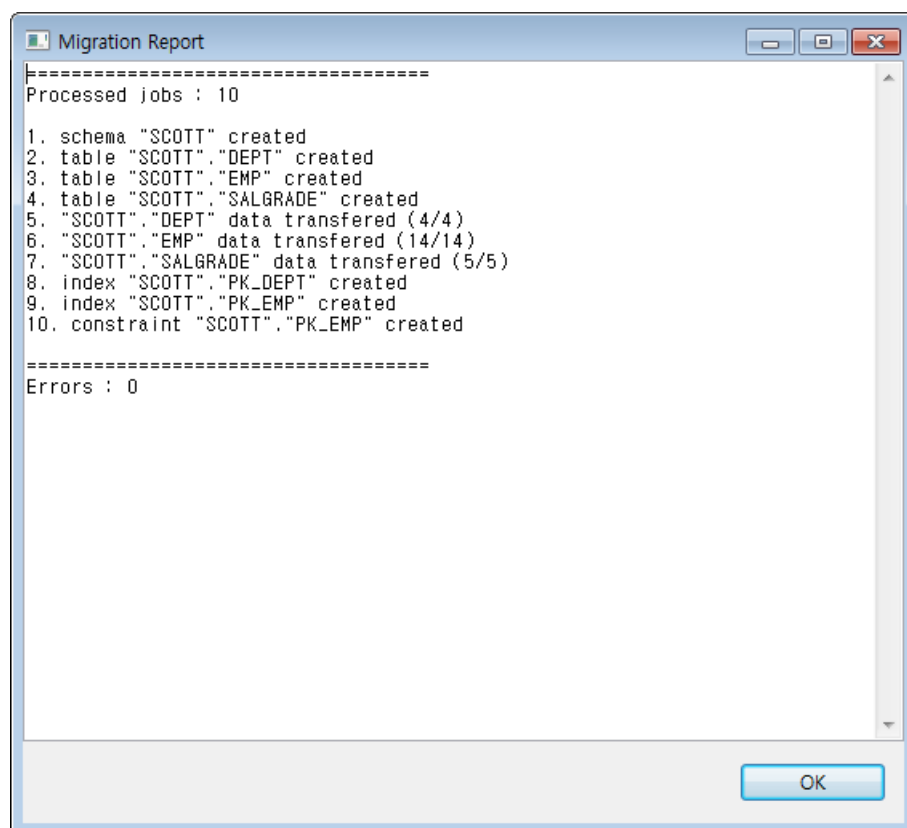 Migration Report
====================================
Processed jobs : 10
1. schema "SCOTT" created
2. table "SCOTT"."DEPT" created
3. table "SCOTT"."EMP" created
4. table "SCOTT"."SALGRADE" created
5. "SCOTT"."DEPT" data transfered (4/4)
6. "SCOTT"."EMP" data transfered (14/14)
7. "SCOTT"."SALGRADE" data transfered (5/5)
8. index "SCOTT"."PK_DEPT" created
9. index "SCOTT"."PK_EMP" created
10. constraint "SCOTT"."PK_EMP" created
====================================
Errors : 0
OK